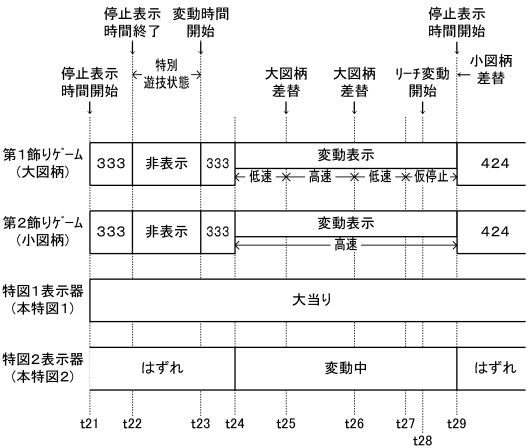 停止表示
時間終了
変動時間
開始
停止表示
時間開始
特別
遊技状態
小図柄
差替
停止表示
時間開始
大図柄
差替
大図柄
差替
リーチ変動
開始
第1飾りゲーム
(大図柄)
333
非表示
333
変動表示
424
低速
高速
低速
仮停止
第2飾りゲーム
(小図柄)
333
非表示
333
変動表示
424
高速
特図1表示器
(本特図1)
大当り
特図2表示器
(本特図2)
はずれ
変動中
はずれ
t21
t22
t23
t24
t25
t26
t27
t28
t29